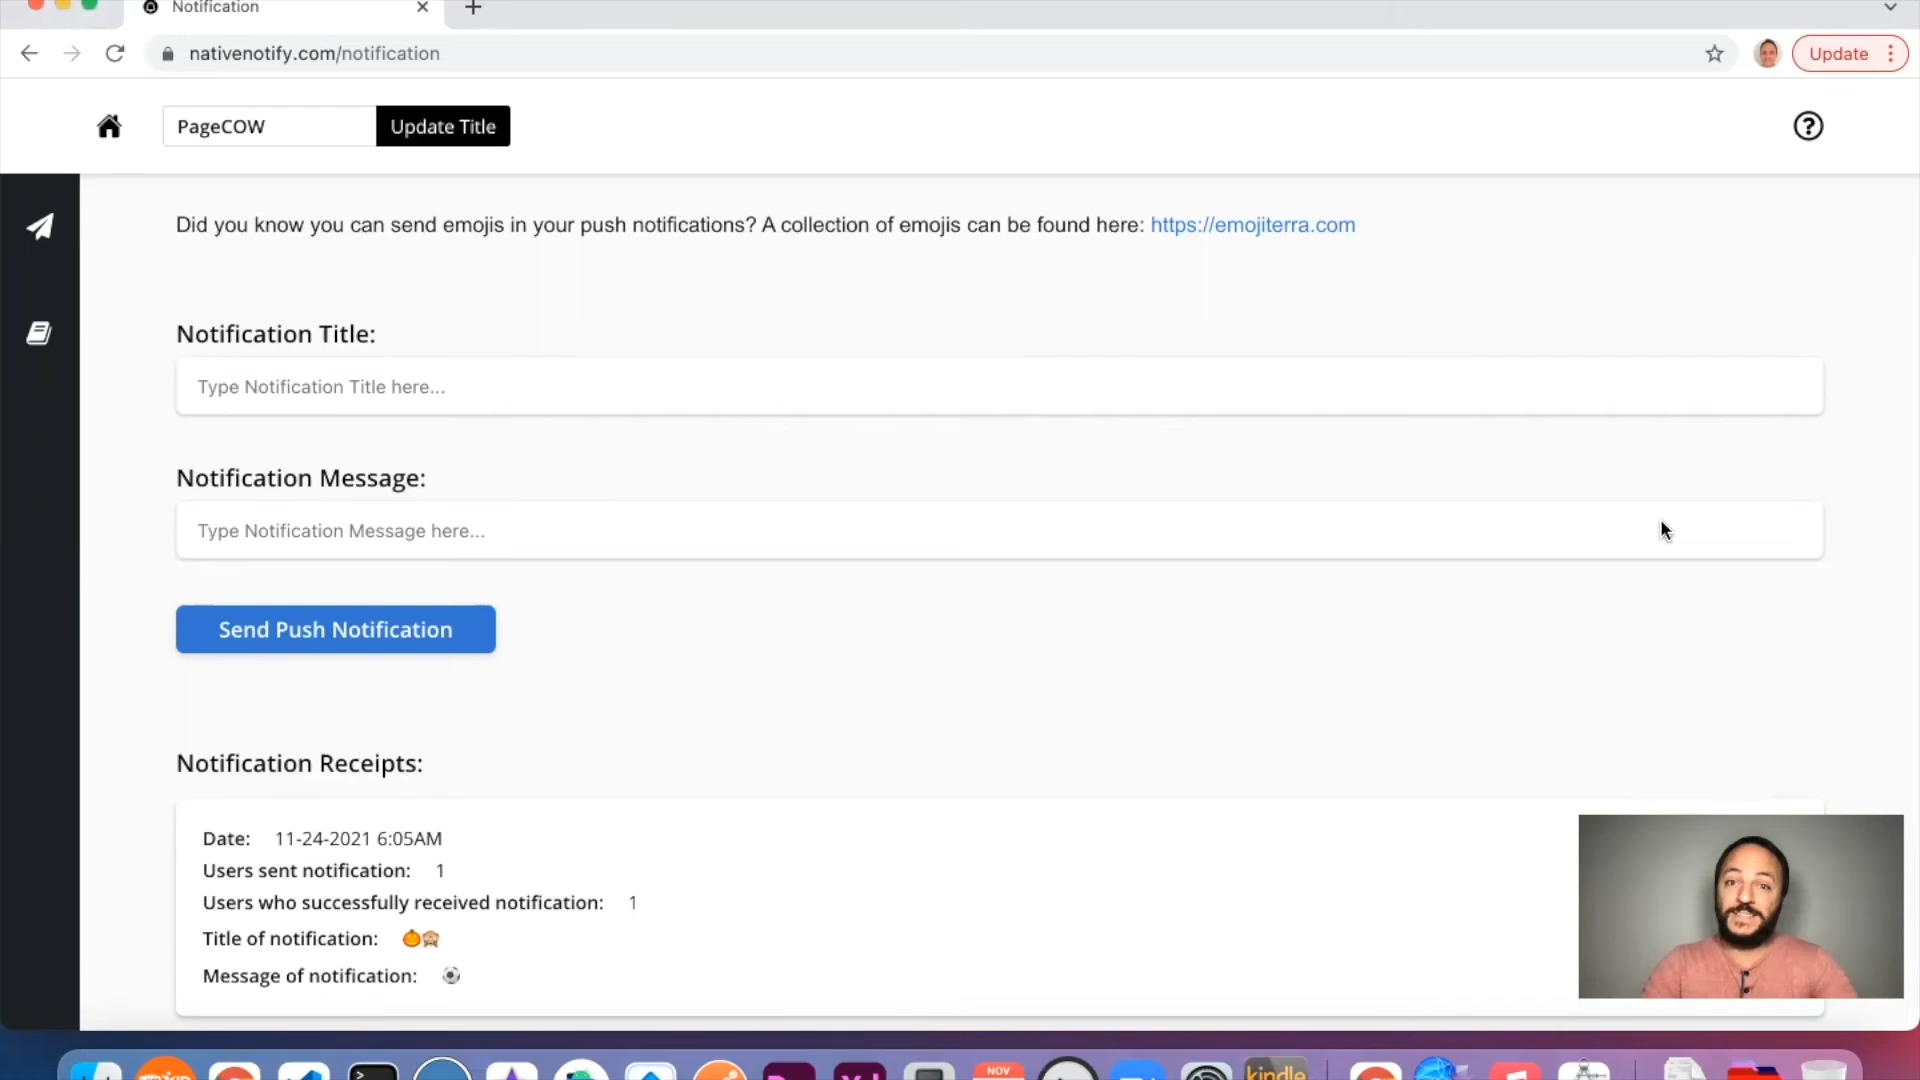 Notification
nativenotify.com/notification
Update
PageCOW
Update Title
Did you know you can send emojis in your push notifications? A collection of emojis can be found here: https://emojiterra.com
Notification Title:
Type Notification Title here...
Notification Message:
Type Notification Message here...
Send Push Notification
Notification Receipts:
Date: 11-24-2021 6:05AM
Users sent notification: 1
Users who successfully received notification: 1
Title of notification: 🎃🙈
Message of notification: ⚽
NOV
kindle